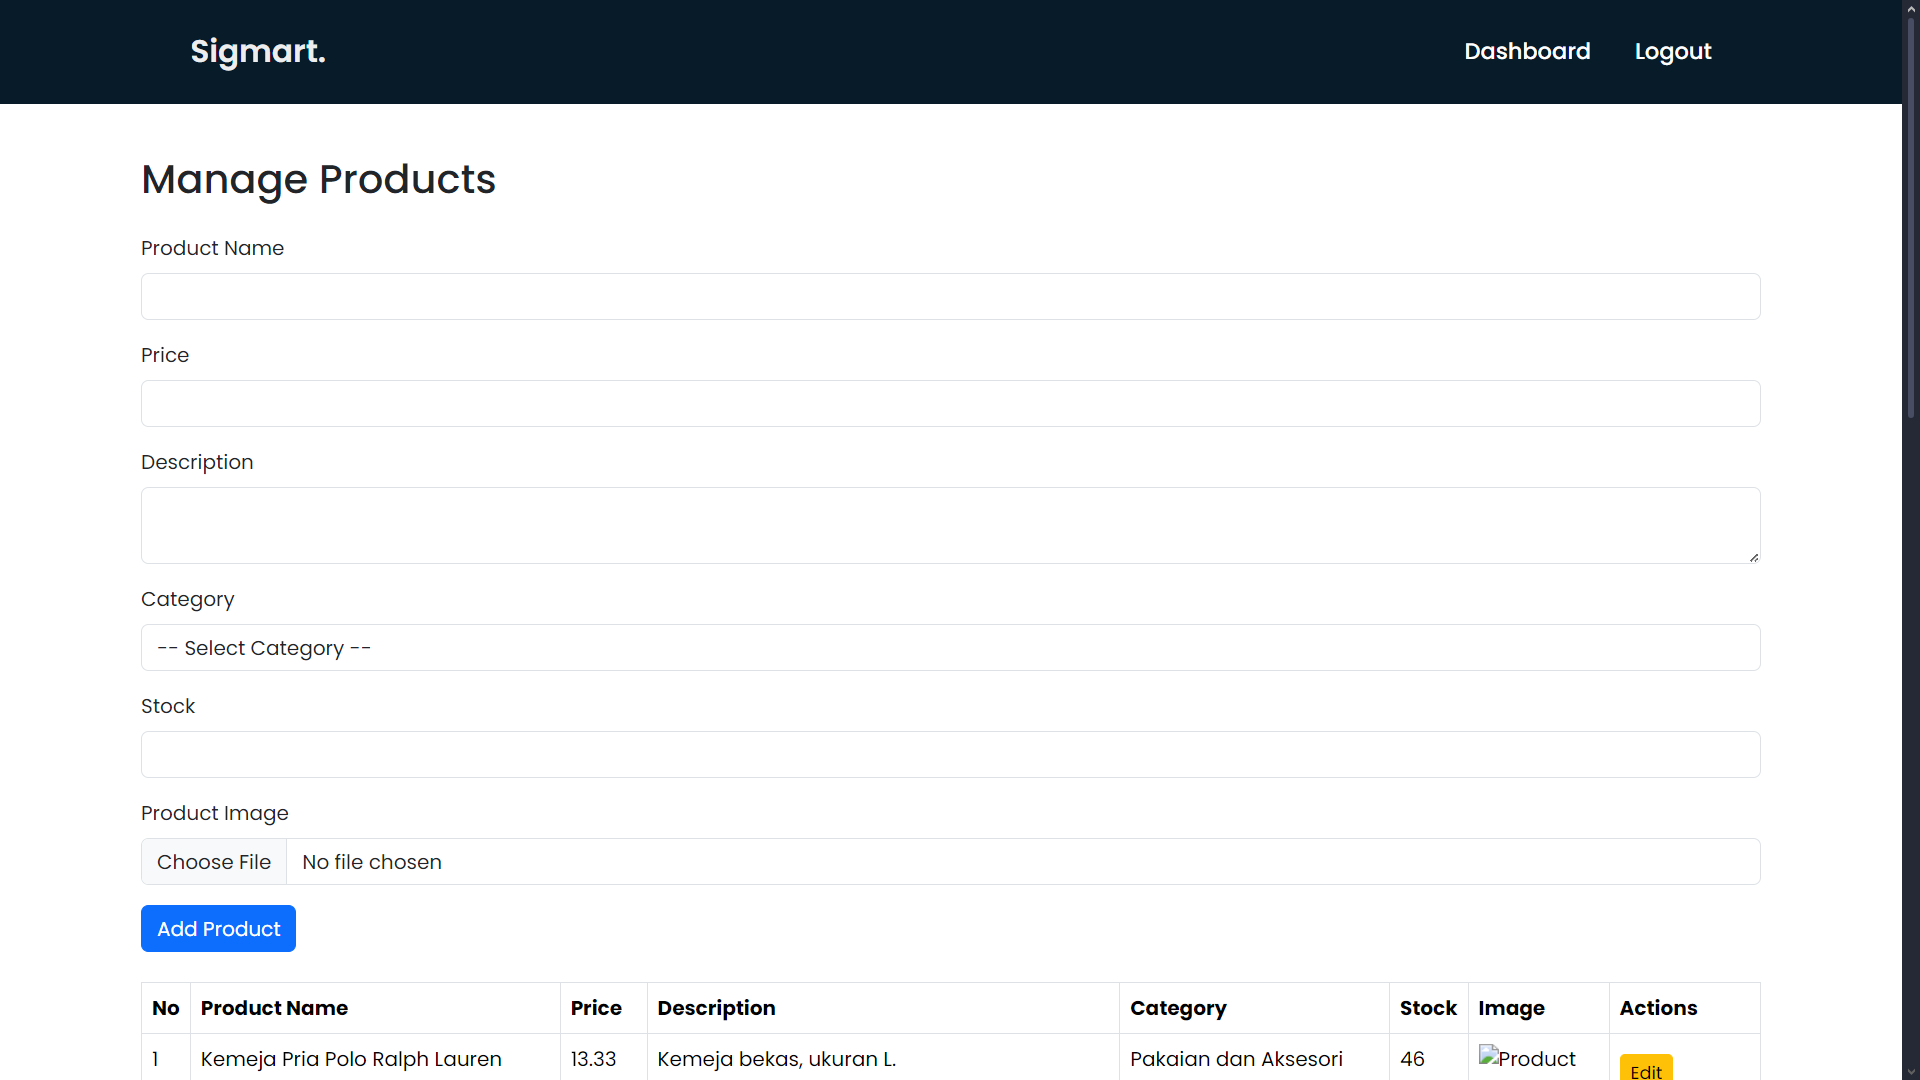 Sigmart.
Dashboard
Logout
Manage Products
Product Name
Price
Description
Category
-- Select Category --
Stock
Product Image
Choose File No file chosen
Add Product
No Product Name Price Description Category Stock Image Actions
1 Kemeja Pria Polo Ralph Lauren 13.33 Kemeja bekas, ukuran L. Pakaian dan Aksesori 46 Product Edit